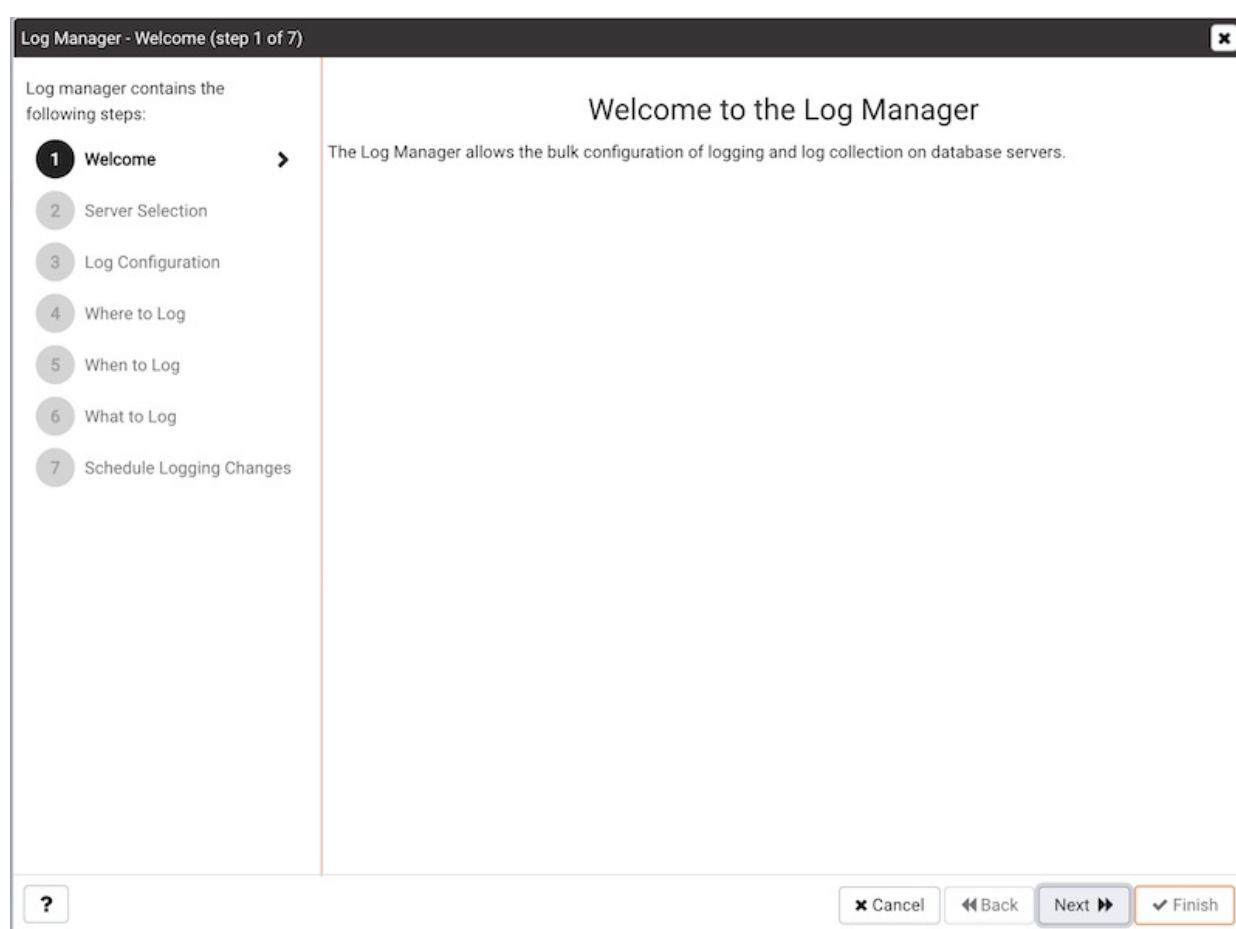 Log Manager - Welcome (step 1 of 7)
Log manager contains the
following steps:
1 Welcome
2 Server Selection
3 Log Configuration
4 Where to Log
5 When to Log
6 What to Log
7 Schedule Logging Changes
Welcome to the Log Manager
The Log Manager allows the bulk configuration of logging and log collection on database servers.
? Cancel Back Next Finish